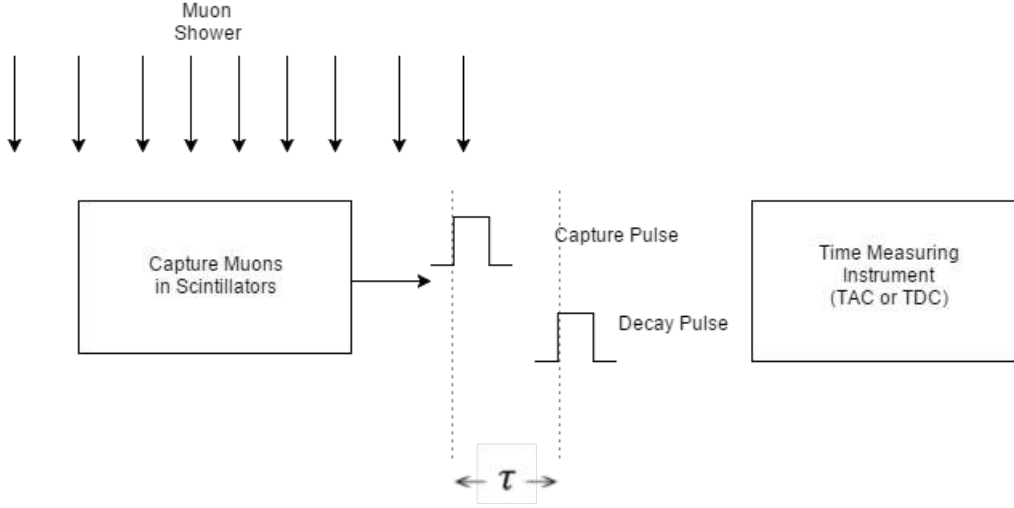 Muon
Shower
Capture Muons
in Scintillators
Capture Pulse
Decay Pulse
Time Measuring
Instrument
(TAC or TDC)
τ